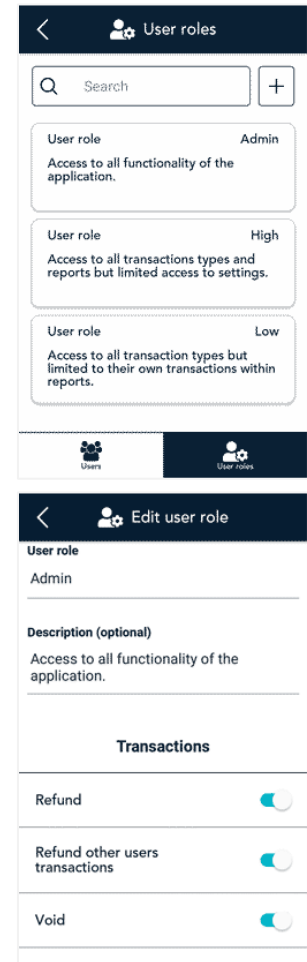 User roles
Search
User role Admin
Access to all functionality of the
application.
User role High
Access to all transactions types and
reports but limited access to settings.
User role Low
Access to all transaction types but
limited to their own transactions within
reports.
Users User roles
Edit user role
User role
Admin
Description (optional)
Access to all functionality of the
application.
Transactions
Refund
Refund other users
transactions
Void